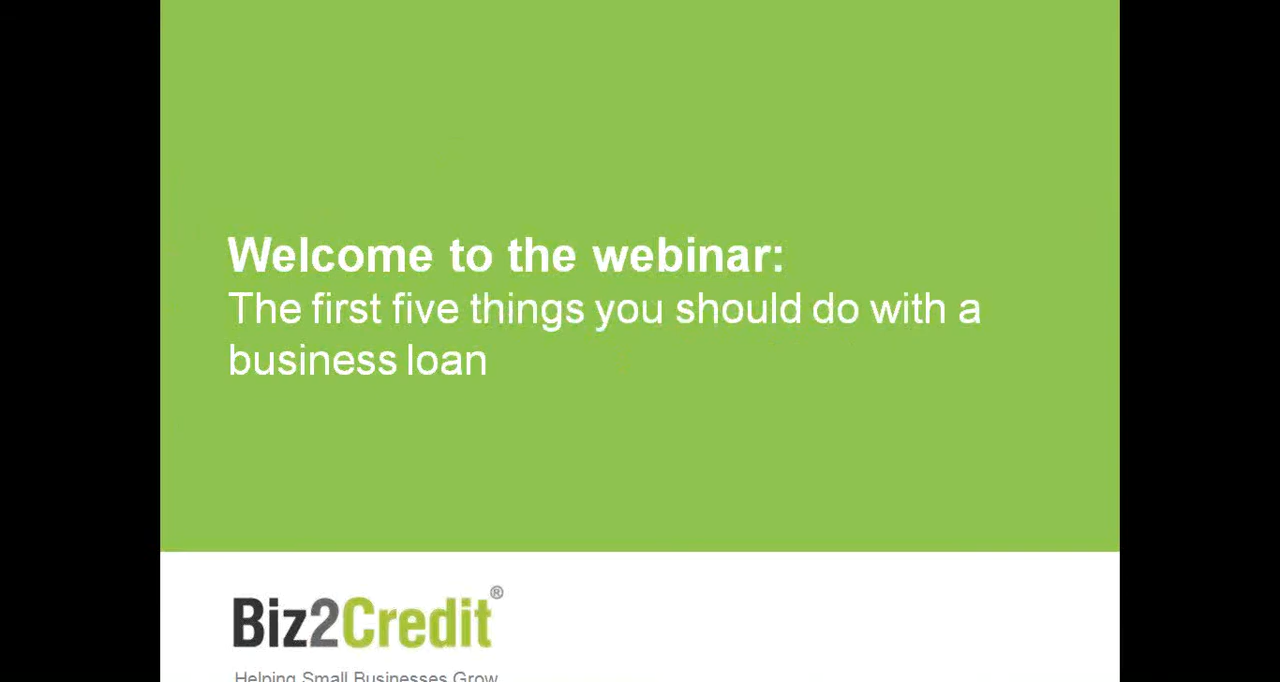 Welcome to the webinar:
The first five things you should do with a
business loan
Biz2Credit®
Helping Small Businesses Grow